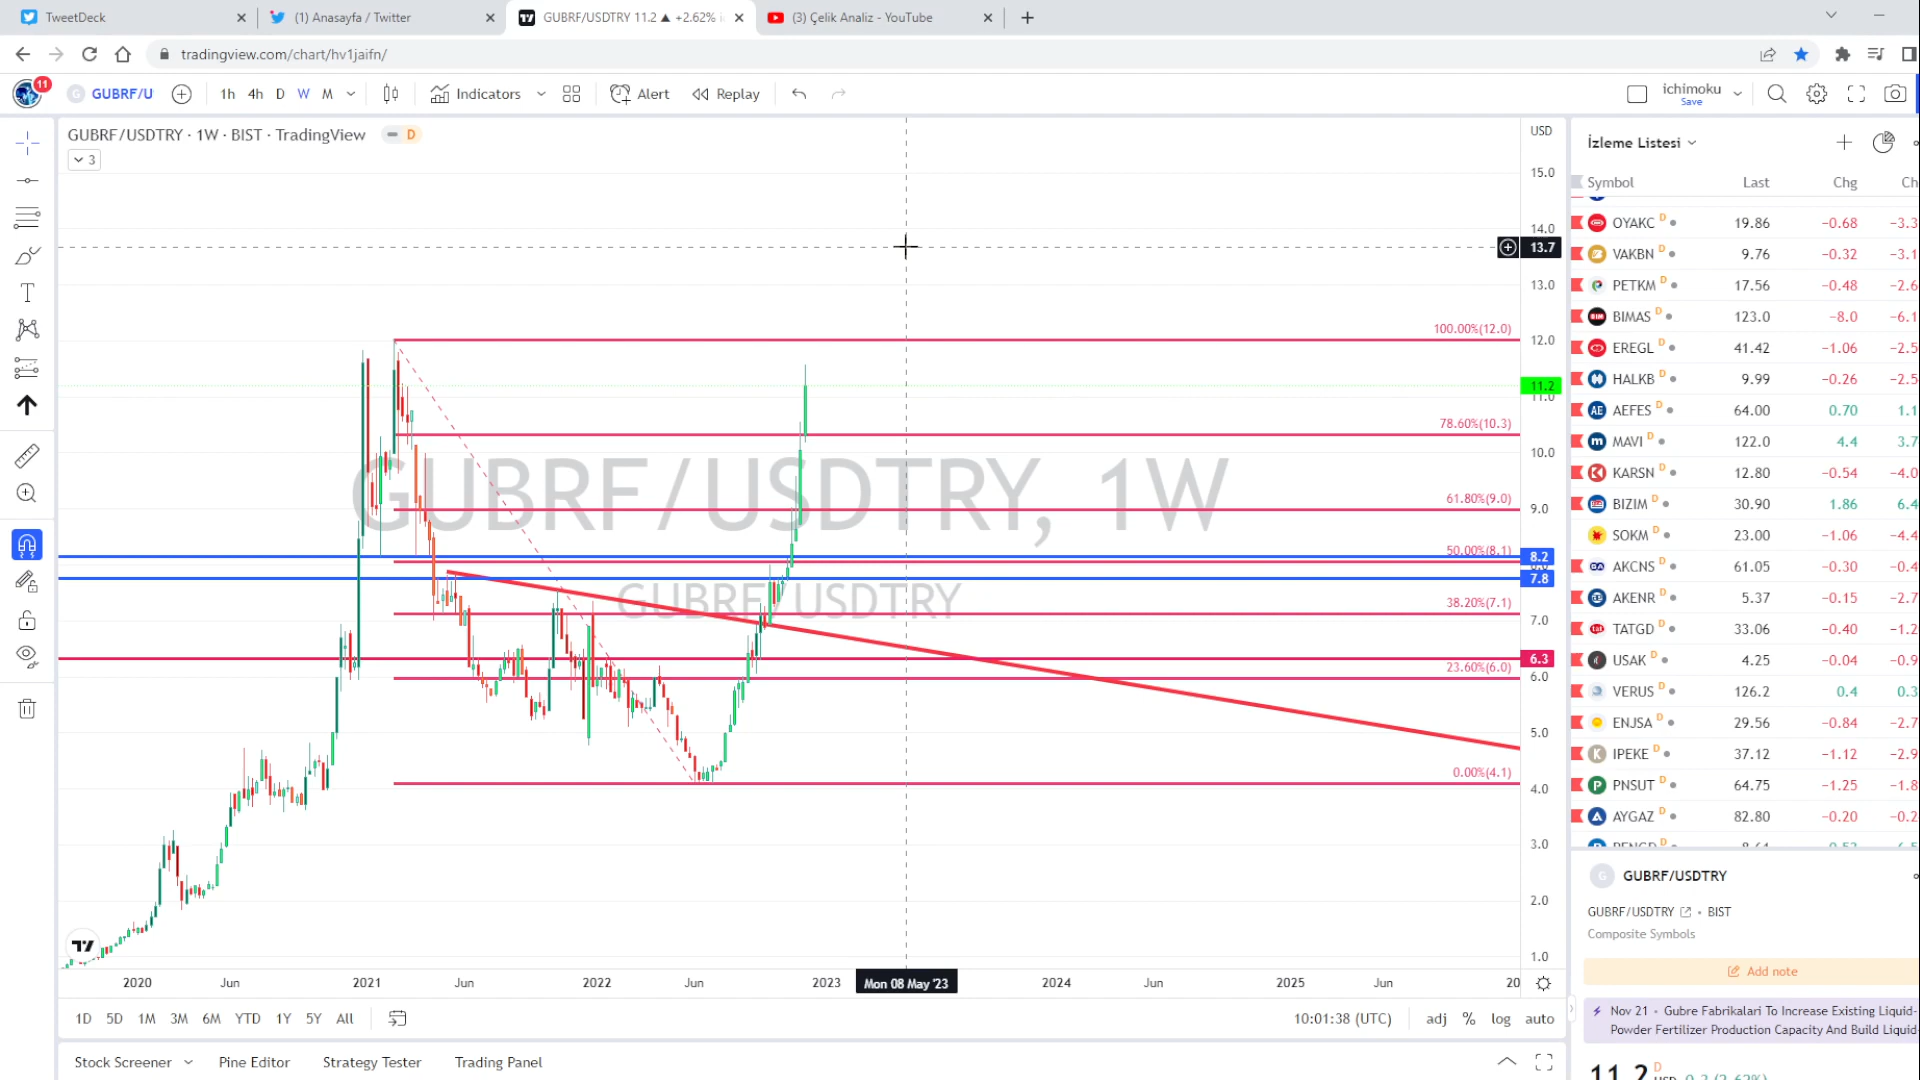 TweetDeck
(1) Anasayfa / Twitter
GUBRF/USDTRY 11.2 ▲ +2.62%
(3) Çelik Analiz - YouTube
tradingview.com/chart/hv1jaifn/
11
GUBRF/U
1h 4h D W M
Indicators
Alert
Replay
ichimoku
Save
GUBRF/USDTRY · 1W · BIST · TradingView
D
3
USD
15.0
14.0
13.7
13.0
100.00%(12.0)
12.0
11.2
11.0
78.60%(10.3)
10.0
61.80%(9.0)
9.0
50.00%(8.1)
8.2
7.8
38.20%(7.1)
7.0
6.3
23.60%(6.0)
6.0
5.0
0.00%(4.1)
4.0
3.0
2.0
1.0
GUBRF/USDTRY, 1W
GUBRF/USDTRY
2020 Jun 2021 Jun 2022 Jun 2023 Mon 08 May '23 2024 Jun 2025 Jun 20
1D 5D 1M 3M 6M YTD 1Y 5Y All
10:01:38 (UTC)
adj % log auto
Stock Screener
Pine Editor
Strategy Tester
Trading Panel
İzleme Listesi
Symbol Last Chg Ch
OYAKC D 19.86 −0.68 −3.3
VAKBN D 9.76 −0.32 −3.1
PETKM D 17.56 −0.48 −2.6
BIMAS D 123.0 −8.0 −6.1
EREGL D 41.42 −1.06 −2.5
HALKB D 9.99 −0.26 −2.5
AEFES D 64.00 0.70 1.1
MAVI D 122.0 4.4 3.7
KARSN D 12.80 −0.54 −4.0
BIZIM D 30.90 1.86 6.4
SOKM D 23.00 −1.06 −4.4
AKCNS D 61.05 −0.30 −0.4
AKENR D 5.37 −0.15 −2.7
TATGD D 33.06 −0.40 −1.2
USAK D 4.25 −0.04 −0.9
VERUS D 126.2 0.4 0.3
ENJSA D 29.56 −0.84 −2.7
IPEKE D 37.12 −1.12 −2.9
PNSUT D 64.75 −1.25 −1.8
AYGAZ D 82.80 −0.20 −0.2
G GUBRF/USDTRY
GUBRF/USDTRY • BIST
Composite Symbols
Add note
Nov 21 • Gubre Fabrikalari To Increase Existing Liquid-
Powder Fertilizer Production Capacity And Build Liquid-
11.2 D USD 0.3 (2.62%)